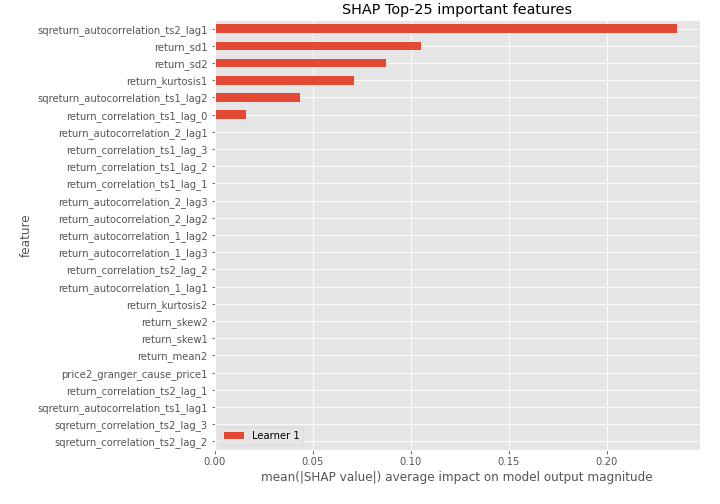 SHAP Top-25 important features
sqreturn_autocorrelation_ts2_lag1
return_sd1
return_sd2
return_kurtosis1
sqreturn_autocorrelation_ts1_lag2
return_correlation_ts1_lag_0
return_autocorrelation_2_lag1
return_correlation_ts1_lag_3
return_correlation_ts1_lag_2
return_correlation_ts1_lag_1
return_autocorrelation_2_lag3
return_autocorrelation_2_lag2
return_autocorrelation_1_lag2
return_autocorrelation_1_lag3
return_correlation_ts2_lag_2
return_autocorrelation_1_lag1
return_kurtosis2
return_skew2
return_skew1
return_mean2
price2_granger_cause_price1
return_correlation_ts2_lag_1
sqreturn_autocorrelation_ts1_lag1
sqreturn_correlation_ts2_lag_3
sqreturn_correlation_ts2_lag_2
feature
Learner 1
0.00 0.05 0.10 0.15 0.20
mean(|SHAP value|) average impact on model output magnitude